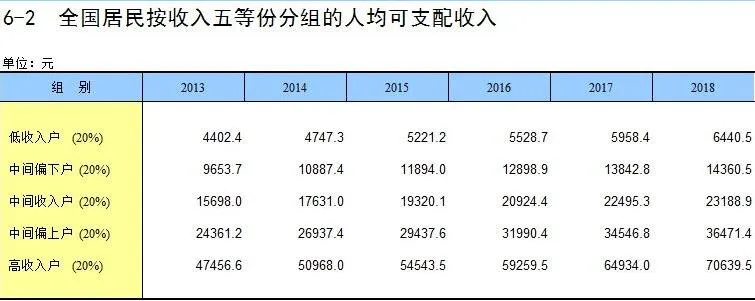 6-2 全国居民按收入五等份分组的人均可支配收入
单位：元
组 别 2013 2014 2015 2016 2017 2018
低收入户 (20%) 4402.4 4747.3 5221.2 5528.7 5958.4 6440.5
中间偏下户 (20%) 9653.7 10887.4 11894.0 12898.9 13842.8 14360.5
中间收入户 (20%) 15698.0 17631.0 19320.1 20924.4 22495.3 23188.9
中间偏上户 (20%) 24361.2 26937.4 29437.6 31990.4 34546.8 36471.4
高收入户 (20%) 47456.6 50968.0 54543.5 59259.5 64934.0 70639.5